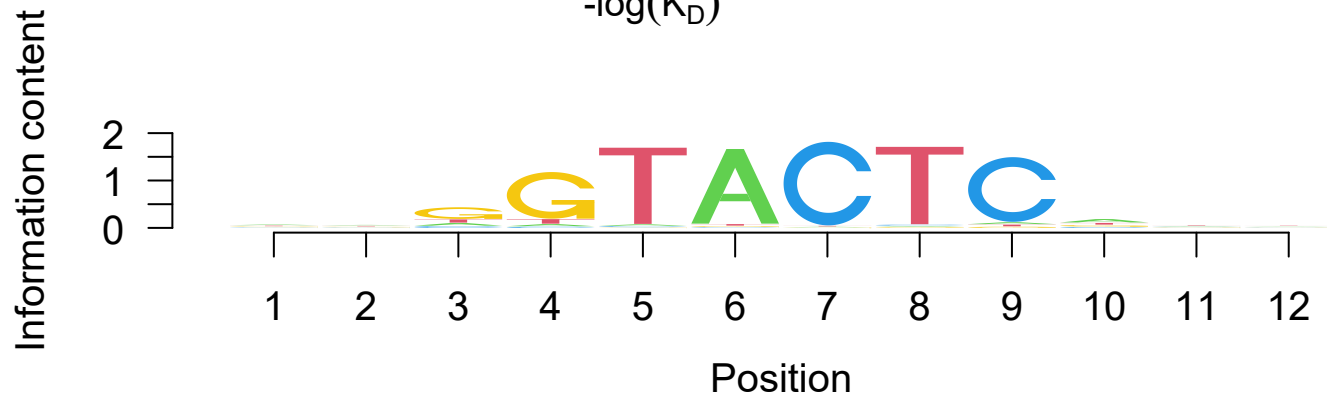 -log(K_D)
Information content
2
1
0
GGTACTC
1 2 3 4 5 6 7 8 9 10 11 12
Position